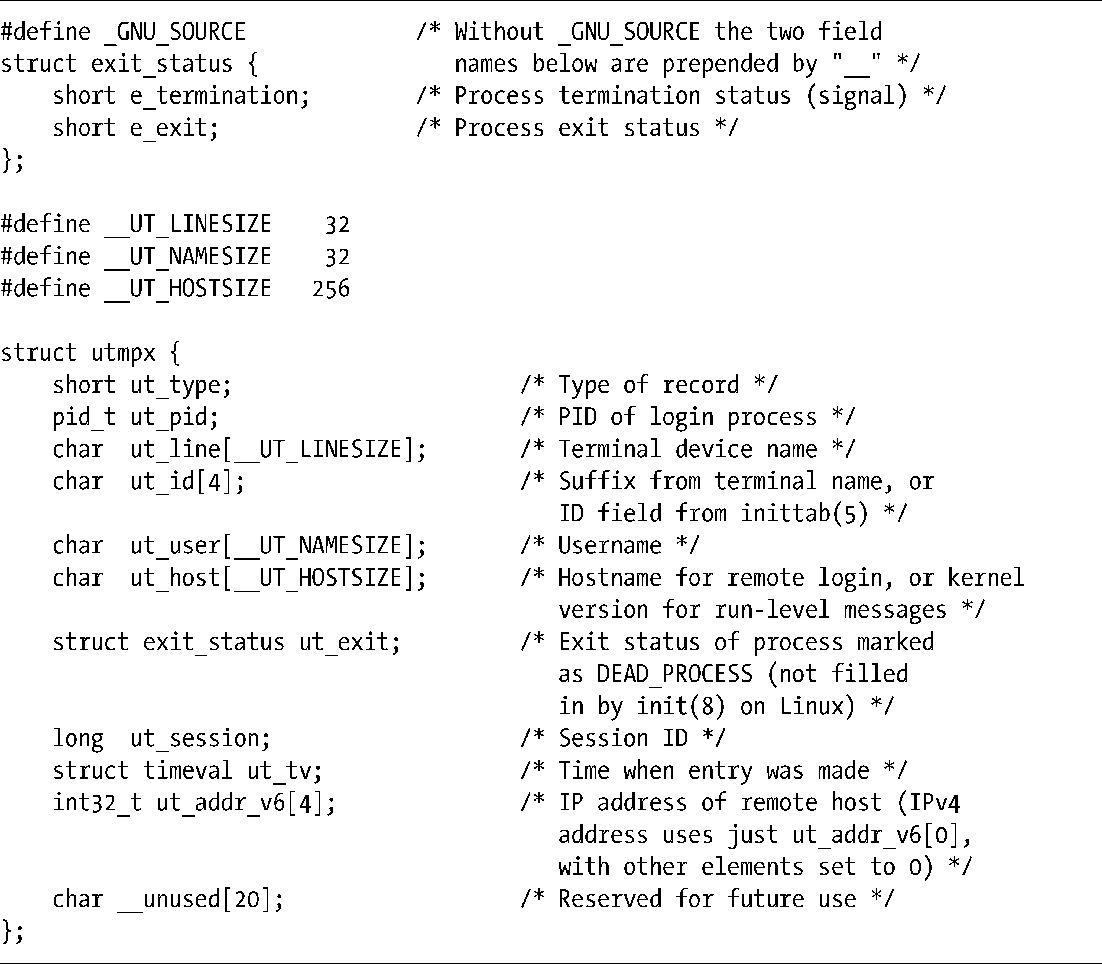 #define _GNU_SOURCE /* Without _GNU_SOURCE the two field
struct exit_status { names below are prepended by "__" */
short e_termination; /* Process termination status (signal) */
short e_exit; /* Process exit status */
};
#define __UT_LINESIZE 32
#define __UT_NAMESIZE 32
#define __UT_HOSTSIZE 256
struct utmpx {
short ut_type; /* Type of record */
pid_t ut_pid; /* PID of login process */
char ut_line[__UT_LINESIZE]; /* Terminal device name */
char ut_id[4]; /* Suffix from terminal name, or
ID field from inittab(5) */
char ut_user[__UT_NAMESIZE]; /* Username */
char ut_host[__UT_HOSTSIZE]; /* Hostname for remote login, or kernel
version for run-level messages */
struct exit_status ut_exit; /* Exit status of process marked
as DEAD_PROCESS (not filled
in by init(8) on Linux) */
long ut_session; /* Session ID */
struct timeval ut_tv; /* Time when entry was made */
int32_t ut_addr_v6[4]; /* IP address of remote host (IPv4
address uses just ut_addr_v6[0],
with other elements set to 0) */
char __unused[20]; /* Reserved for future use */
};